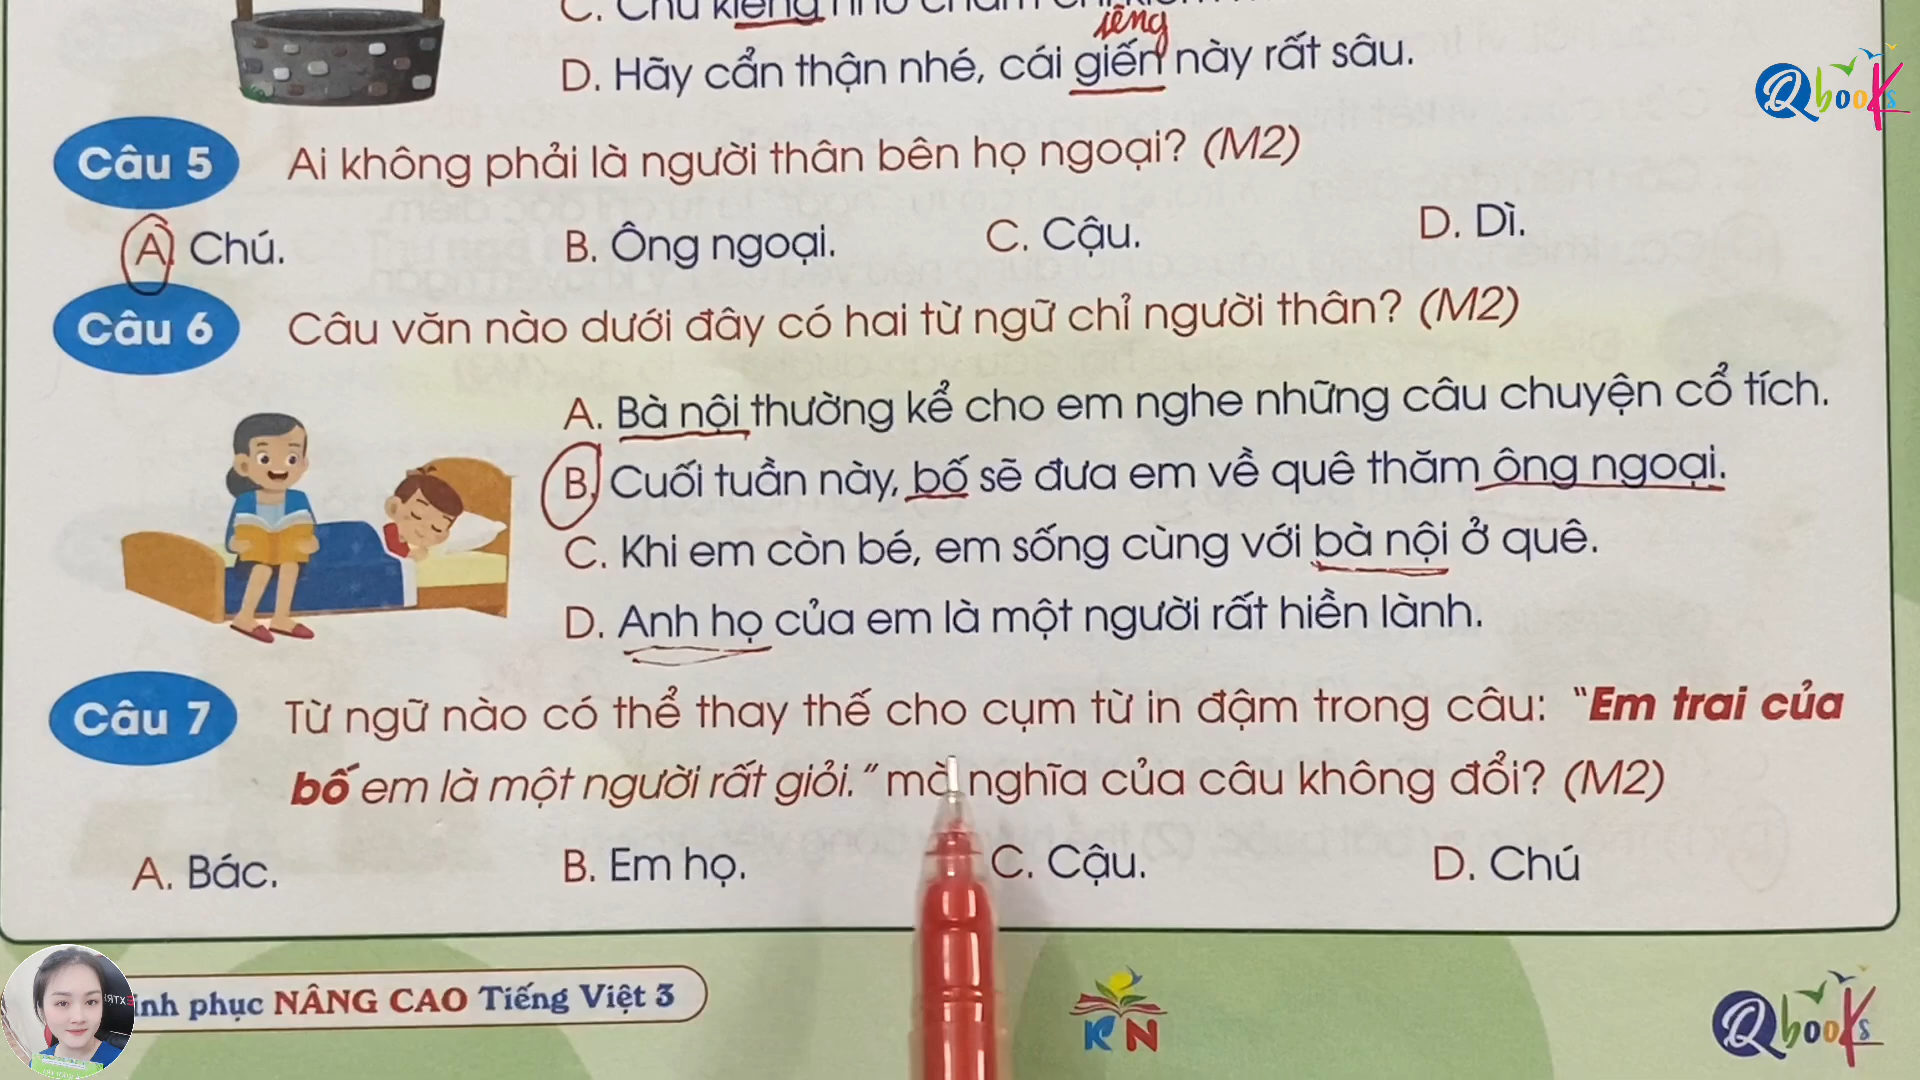 iêng
D. Hãy cẩn thận nhé, cái giến này rất sâu.
Qbooks
Câu 5 Ai không phải là người thân bên họ ngoại? (M2)
A. Chú. B. Ông ngoại. C. Cậu. D. Dì.
Câu 6 Câu văn nào dưới đây có hai từ ngữ chỉ người thân? (M2)
A. Bà nội thường kể cho em nghe những câu chuyện cổ tích.
B. Cuối tuần này, bố sẽ đưa em về quê thăm ông ngoại.
C. Khi em còn bé, em sống cùng với bà nội ở quê.
D. Anh họ của em là một người rất hiền lành.
Câu 7 Từ ngữ nào có thể thay thế cho cụm từ in đậm trong câu: “Em trai của
bố em là một người rất giỏi.” mà nghĩa của câu không đổi? (M2)
A. Bác. B. Em họ. C. Cậu. D. Chú
inh phục NÂNG CAO Tiếng Việt 3
KN
Qbooks